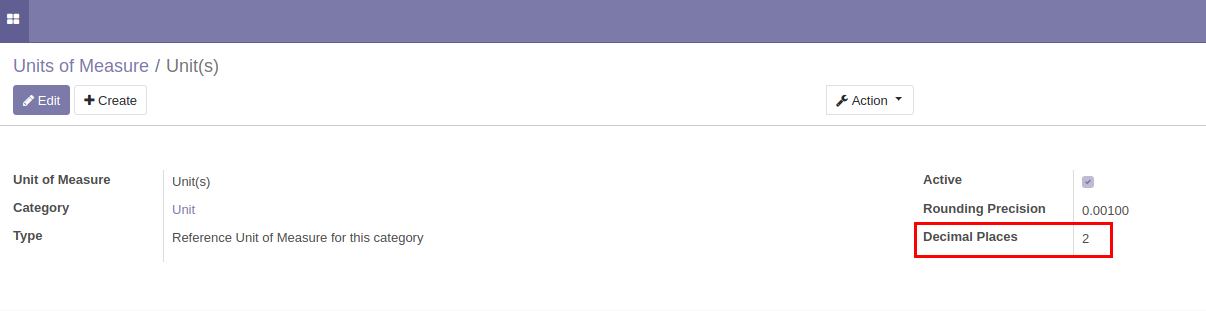 Units of Measure / Unit(s)
Edit Create Action
Unit of Measure Unit(s) Active
Category Unit Rounding Precision 0.00100
Type Reference Unit of Measure for this category Decimal Places 2